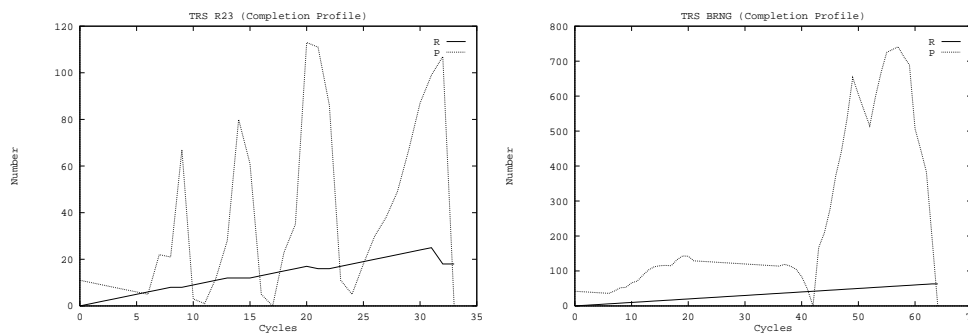 TRS R23 (Completion Profile)
120
100
80
60
40
20
0
Number
R
P
0 5 10 15 20 25 30 35
Cycles
TRS BRNG (Completion Profile)
800
700
600
500
400
300
200
100
0
Number
R
P
0 10 20 30 40 50 60 70
Cycles